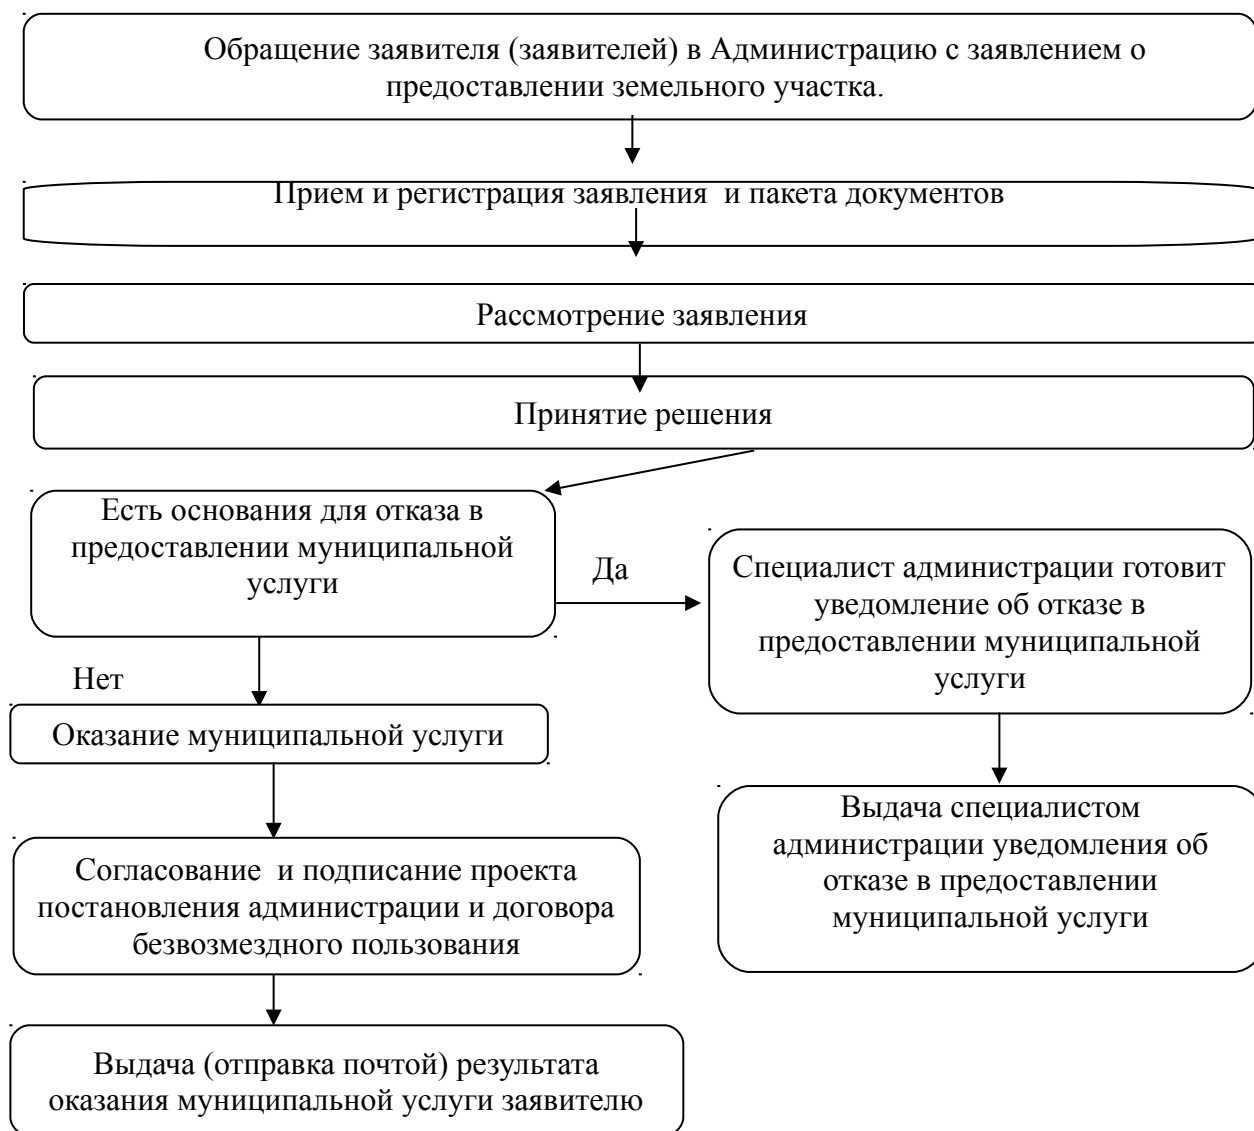 Обращение заявителя (заявителей) в Администрацию с заявлением о
предоставлении земельного участка.
Прием и регистрация заявления и пакета документов
Рассмотрение заявления
Принятие решения
Есть основания для отказа в
предоставлении муниципальной
услуги
Да
Специалист администрации готовит
уведомление об отказе в
предоставлении муниципальной
услуги
Нет
Оказание муниципальной услуги
Выдача специалистом
администрации уведомления об
отказе в предоставлении
муниципальной услуги
Согласование и подписание проекта
постановления администрации и договора
безвозмездного пользования
Выдача (отправка почтой) результата
оказания муниципальной услуги заявителю